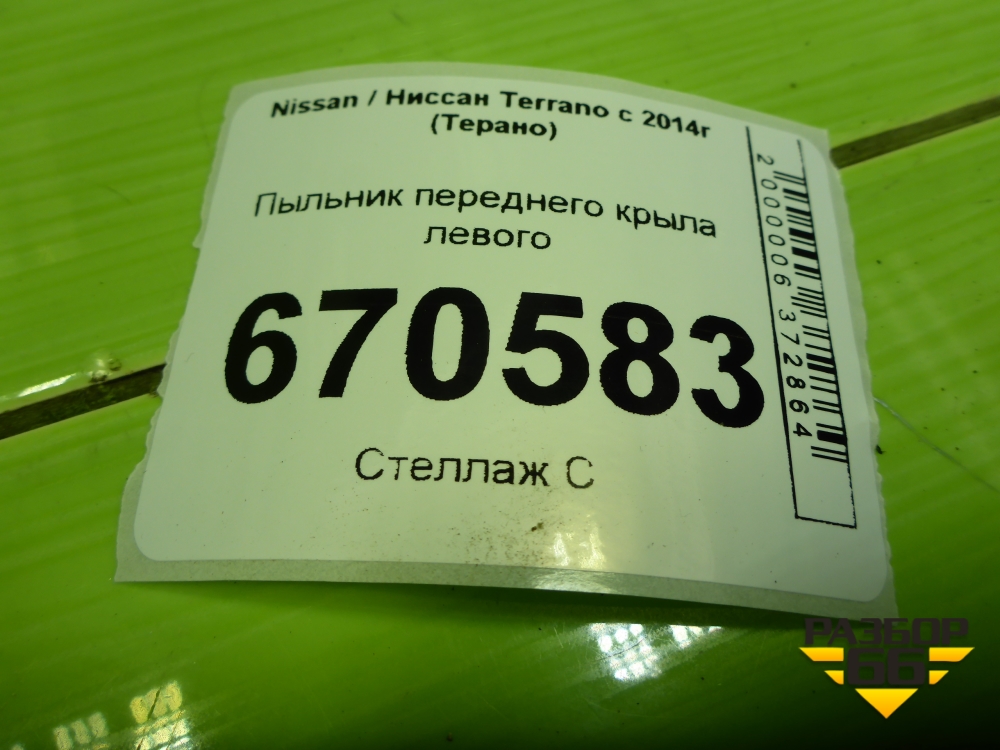 Nissan / Ниссан Terrano с 2014г
(Терано)
Пыльник переднего крыла
левого
670583
Стеллаж С
2000006372864
РАЗБОР
66